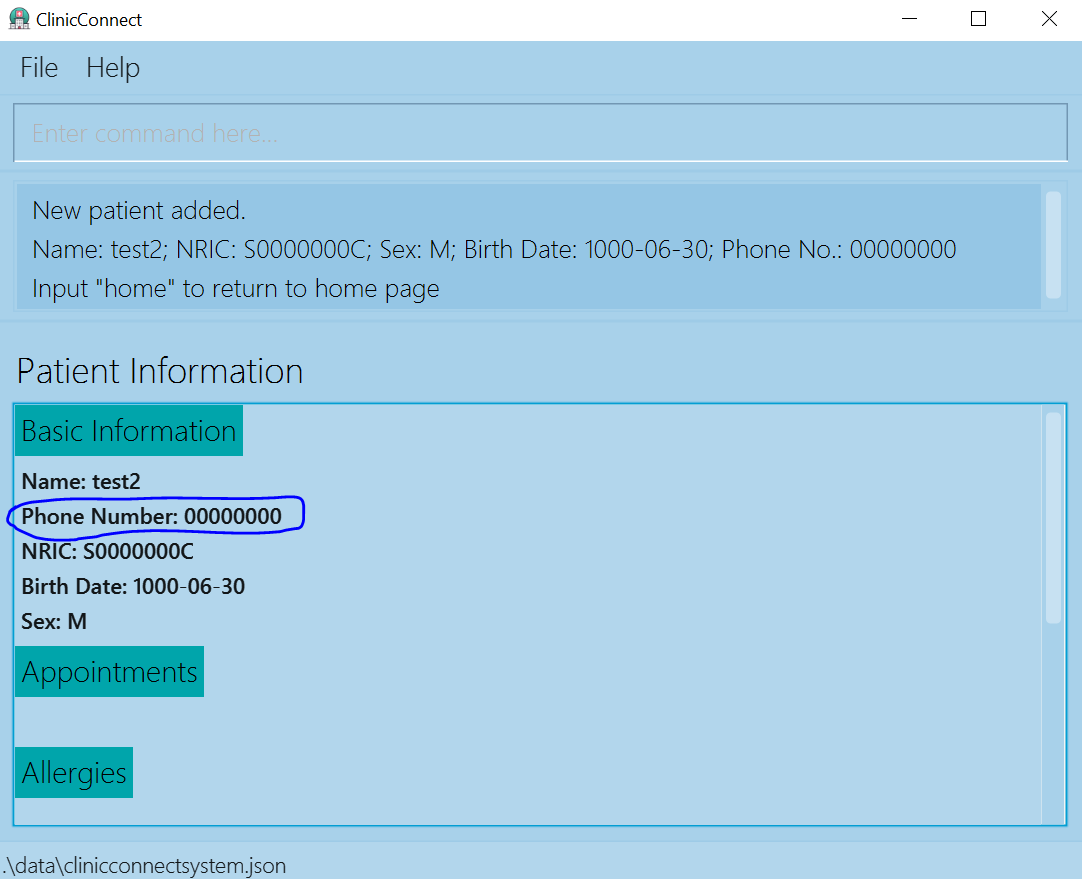 ClinicConnect
File Help
Enter command here...
New patient added.
Name: test2; NRIC: S0000000C; Sex: M; Birth Date: 1000-06-30; Phone No.: 00000000
Input "home" to return to home page
Patient Information
Basic Information
Name: test2
Phone Number: 00000000
NRIC: S0000000C
Birth Date: 1000-06-30
Sex: M
Appointments
Allergies
.\data\clinicconnectsystem.json